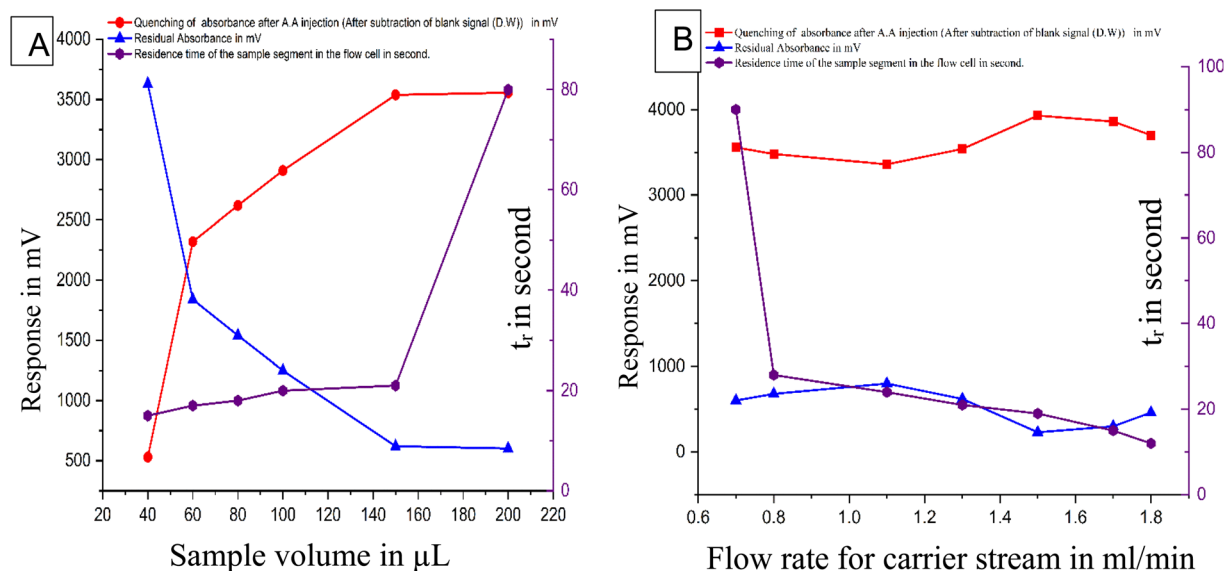 A
Quenching of absorbance after A.A injection (After subtraction of blank signal (D.W)) in mV
Residual Absorbance in mV
Residence time of the sample segment in the flow cell in second.
4000
3500
3000
2500
2000
1500
1000
500
Response in mV
80
60
40
20
0
tr in second
20 40 60 80 100 120 140 160 180 200 220
Sample volume in µL
B
Quenching of absorbance after A.A injection (After subtraction of blank signal (D.W)) in mV
Residual Absorbance in mV
Residence time of the sample segment in the flow cell in second.
4000
3000
2000
1000
0
Response in mV
100
80
60
40
20
0
tr in second
0.6 0.8 1.0 1.2 1.4 1.6 1.8
Flow rate for carrier stream in ml/min